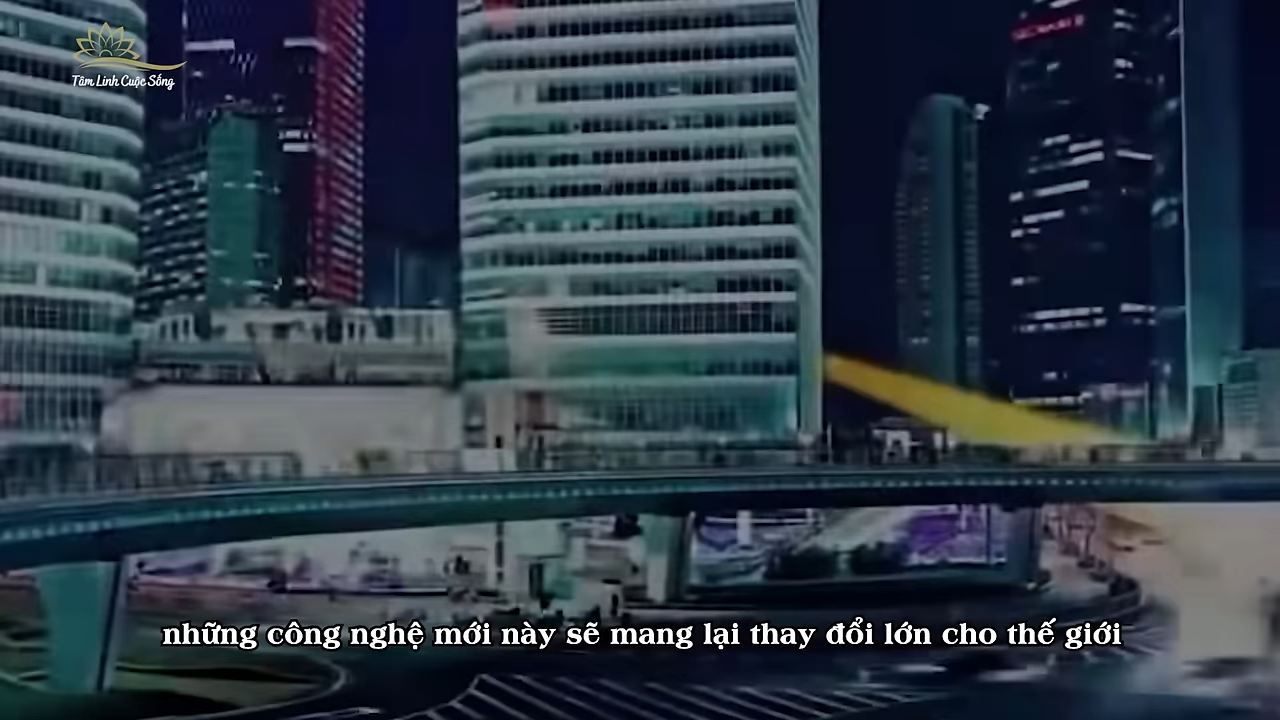 Tâm Linh Cuộc Sống
những công nghệ mới này sẽ mang lại thay đổi lớn cho thế giới